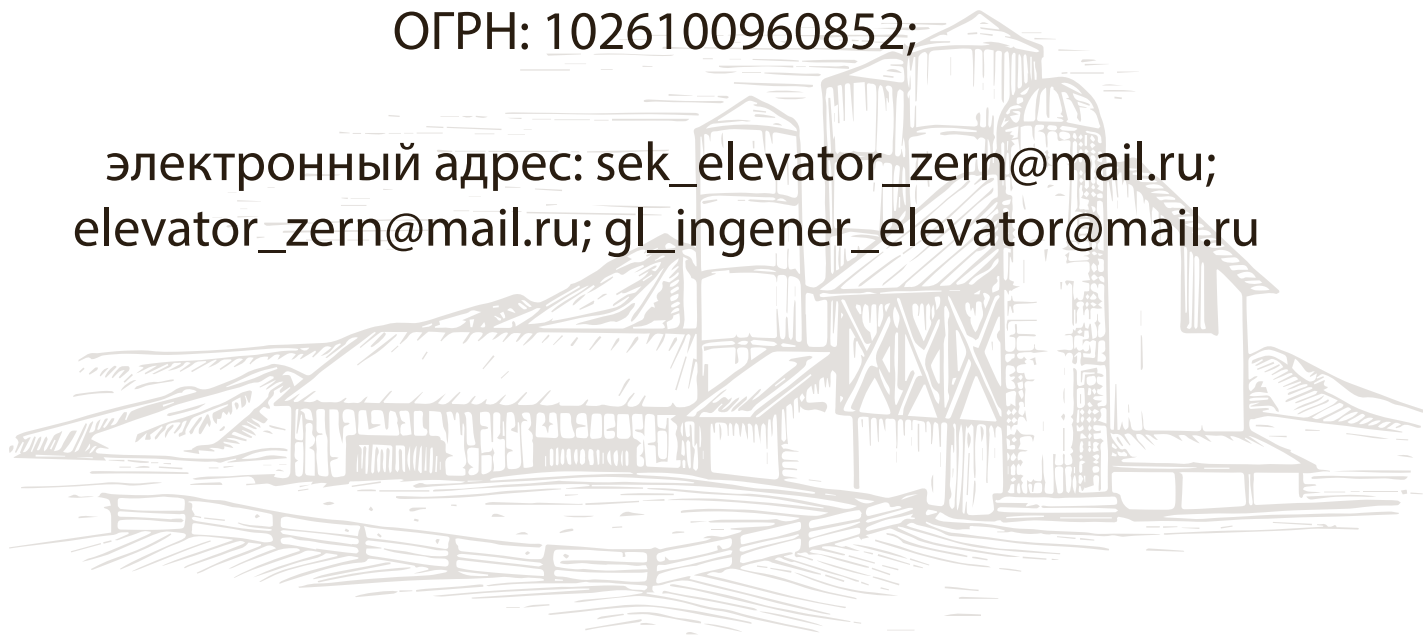 ОГРН: 1026100960852;
электронный адрес: sek_elevator_zern@mail.ru;
elevator_zern@mail.ru; gl_ingener_elevator@mail.ru